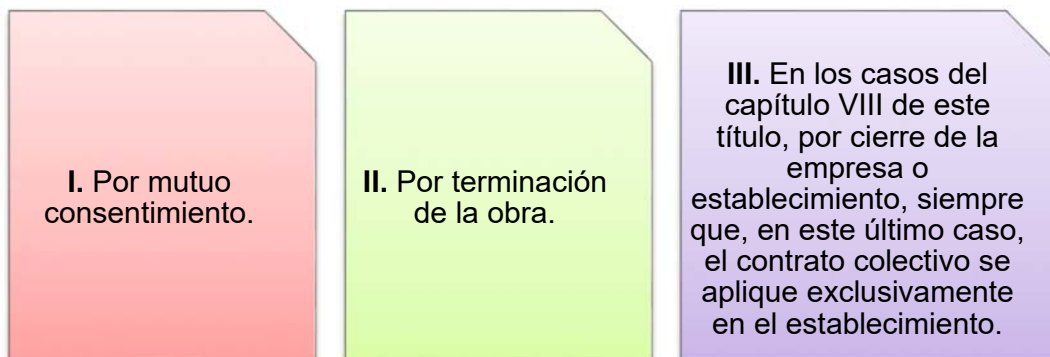 I. Por mutuo
consentimiento.
II. Por terminación
de la obra.
III. En los casos del
capítulo VIII de este
título, por cierre de la
empresa o
establecimiento, siempre
que, en este último caso,
el contrato colectivo se
aplique exclusivamente
en el establecimiento.